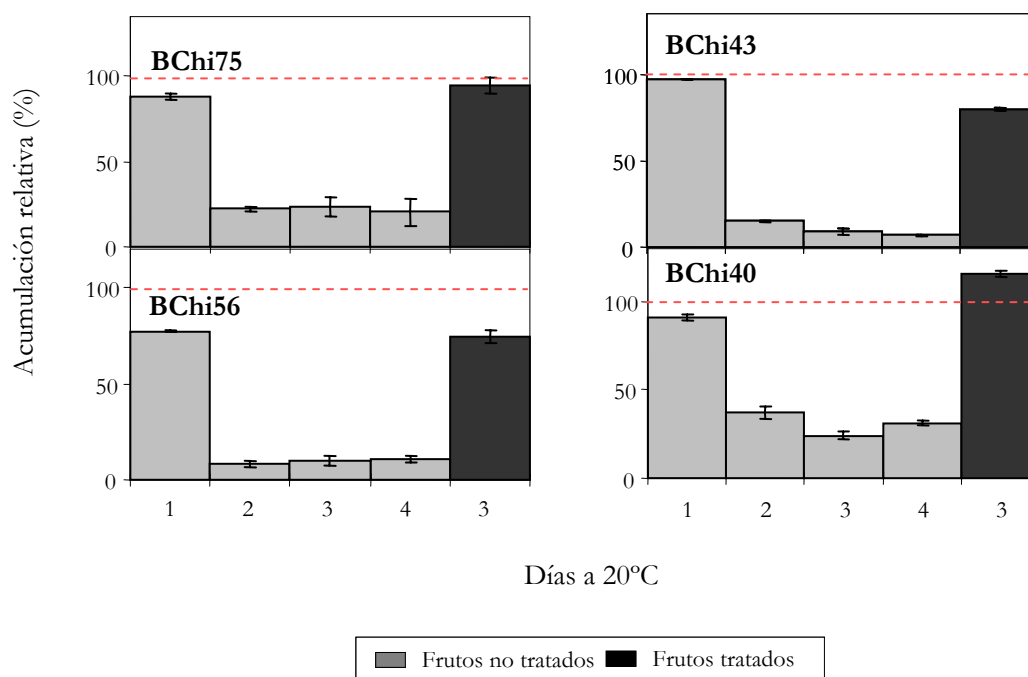 Acumulación relativa (%)
BChi75
100
50
0
BChi43
100
50
0
BChi56
100
50
0
1 2 3 4 3
BChi40
100
50
0
1 2 3 4 3
Días a 20ºC
Frutos no tratados Frutos tratados